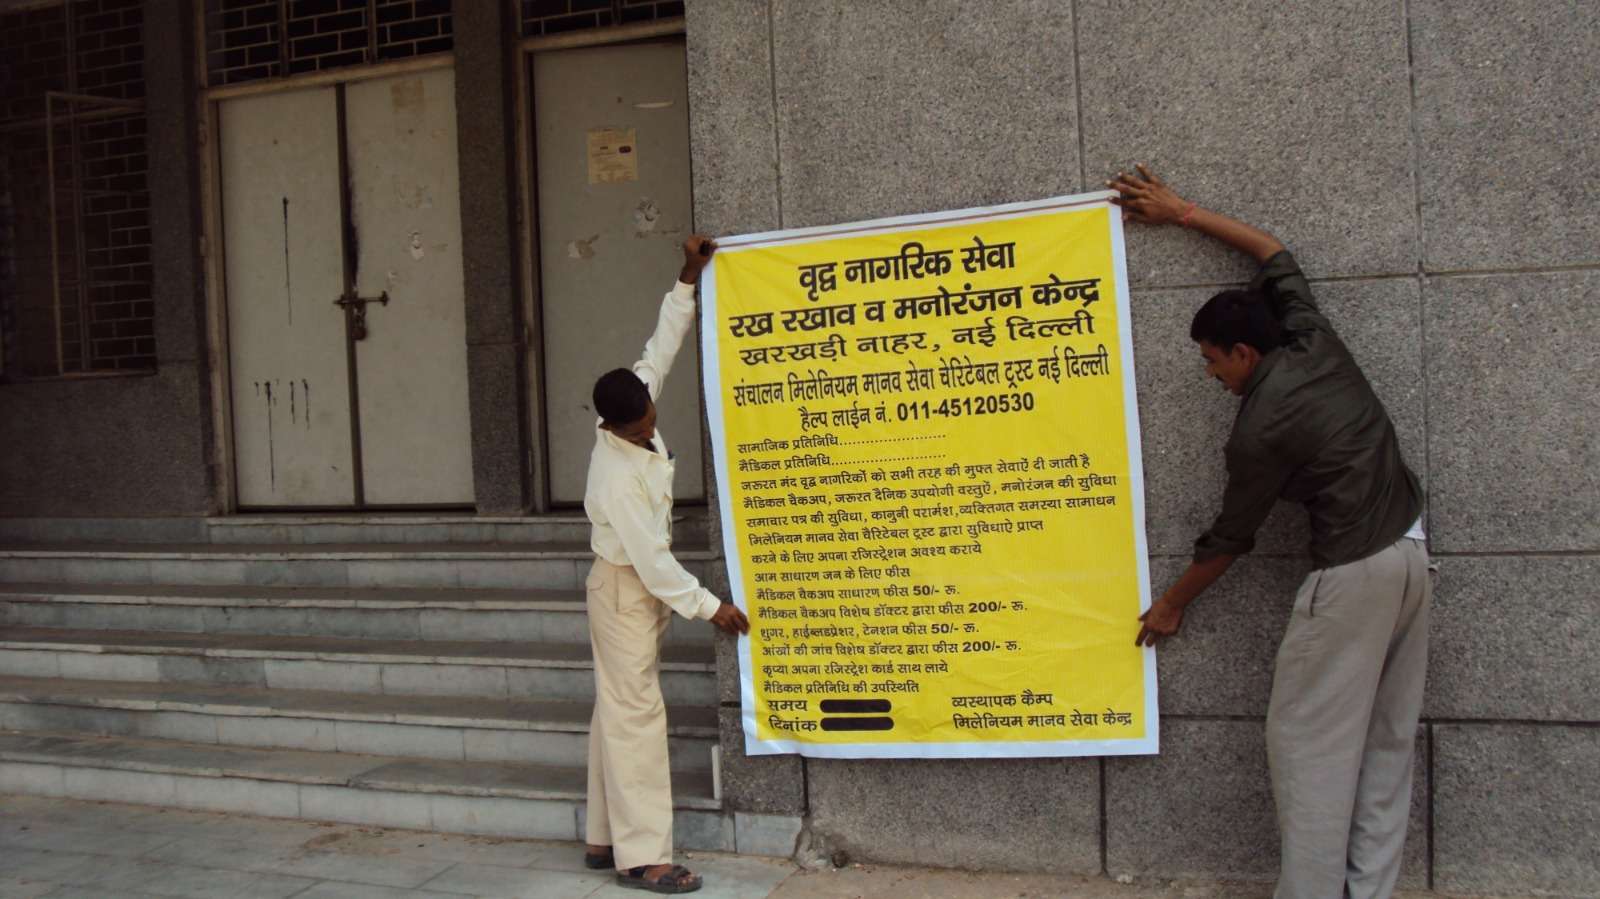 वृद्व नागरिक सेवा
रख रखाव व मनोरंजन केन्द्र
खरखड़ी नाहर, नई दिल्ली
संचालन मिलेनियम मानव सेवा चेरिटेबल ट्रस्ट नई दिल्ली
हैल्प लाईन नं. 011-45120530
सामाजिक प्रतिनिधि........................
मैडिकल प्रतिनिधि..........................
जरूरत मंद वृद्व नागरिकों को सभी तरह की मुफ्त सेवाऐं दी जाती है
मैडिकल चैकअप, जरूरत दैनिक उपयोगी वस्तुऐं, मनोरंजन की सुविधा
समाचार पत्र की सुविधा, कानुनी परार्मश,व्यक्तिगत समस्या सामाधन
मिलेनियम मानव सेवा चैरिटेबल ट्रस्ट द्वारा सुविधाऐ प्राप्त
करने के लिए अपना रजिस्ट्रेशन अवश्य कराये
आम साधारण जन के लिए फीस
मैडिकल चैकअप साधारण फीस 50/- रू.
मैडिकल चैकअप विशेष डॉक्टर द्वारा फीस 200/- रू.
शुगर, हाईब्लडप्रेशर, टेनशन फीस 50/- रू.
आंखों की जांच विशेष डॉक्टर द्वारा फीस 200/- रू.
कृप्या अपना रजिस्ट्रेश कार्ड साथ लाये
मैडिकल प्रतिनिधि की उपस्थिति
समय व्यस्थापक कैम्प
दिनांक मिलेनियम मानव सेवा केन्द्र